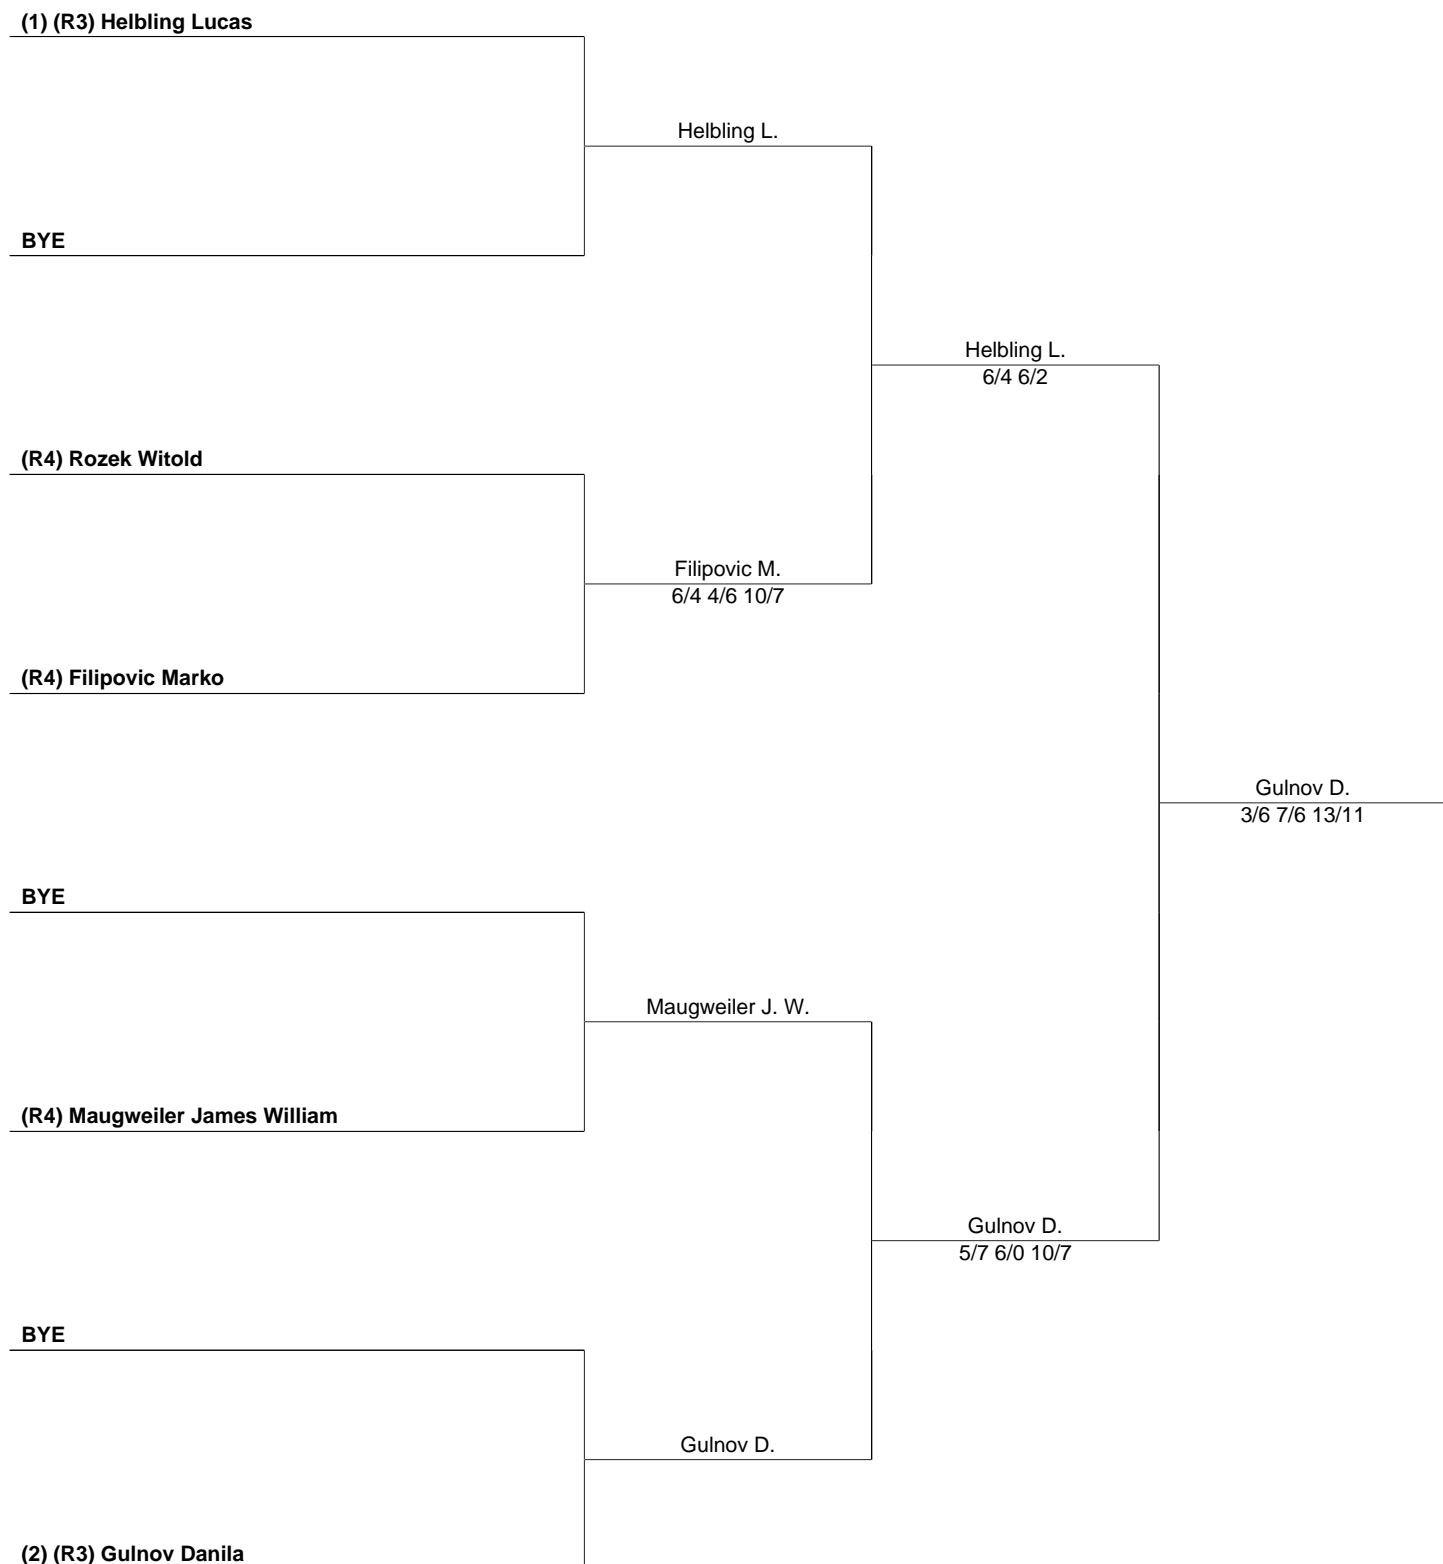 (1) (R3) Helbling Lucas
Helbling L.
BYE
Helbling L.
6/4 6/2
(R4) Rozek Witold
Filipovic M.
6/4 4/6 10/7
(R4) Filipovic Marko
Gulnov D.
3/6 7/6 13/11
BYE
Maugweiler J. W.
(R4) Maugweiler James William
Gulnov D.
5/7 6/0 10/7
BYE
Gulnov D.
(2) (R3) Gulnov Danila